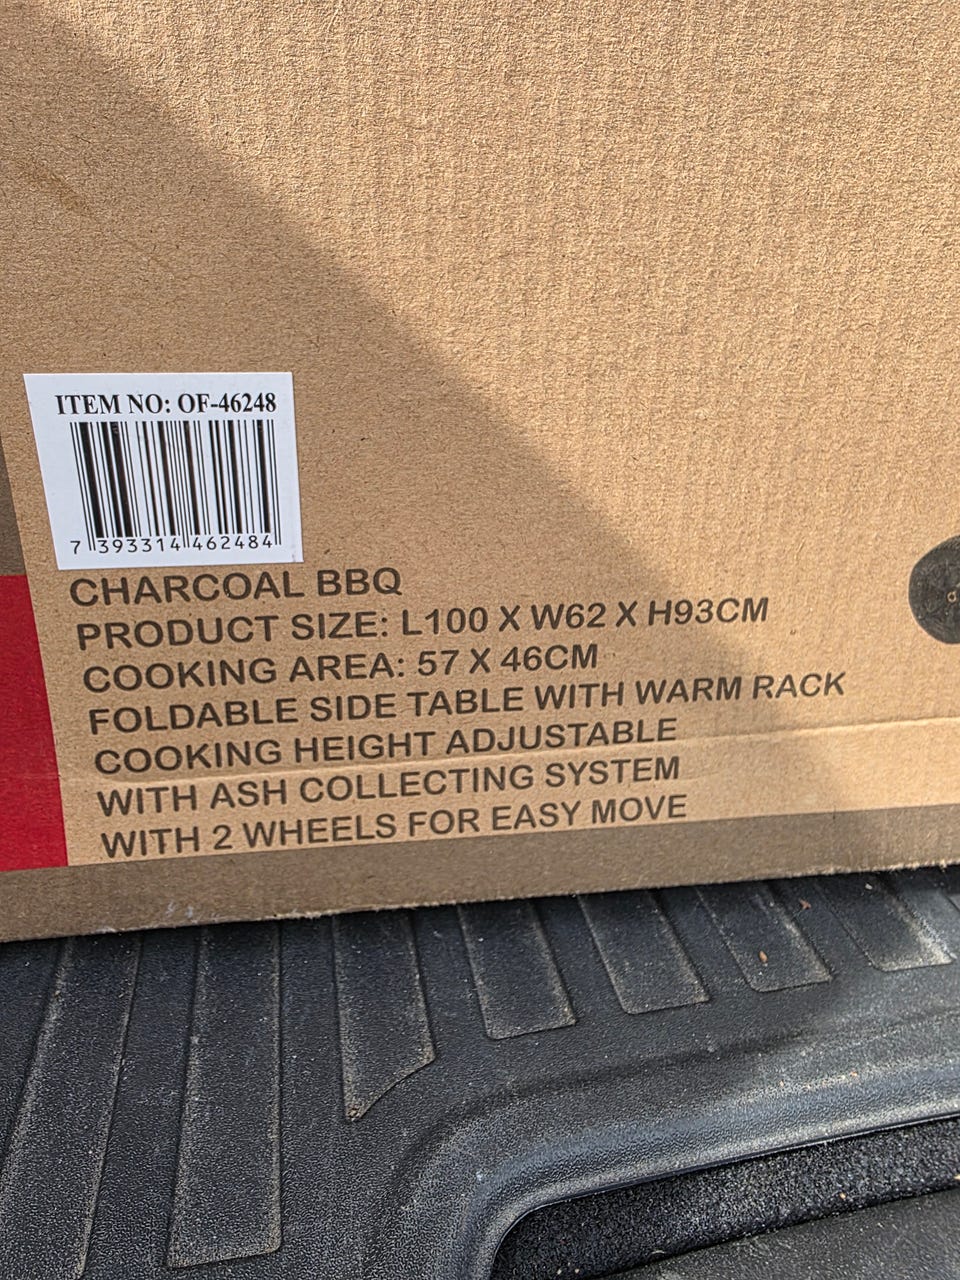 ITEM NO: OF-46248
7 393314 462484
CHARCOAL BBQ
PRODUCT SIZE: L100 X W62 X H93CM
COOKING AREA: 57 X 46CM
FOLDABLE SIDE TABLE WITH WARM RACK
COOKING HEIGHT ADJUSTABLE
WITH ASH COLLECTING SYSTEM
WITH 2 WHEELS FOR EASY MOVE